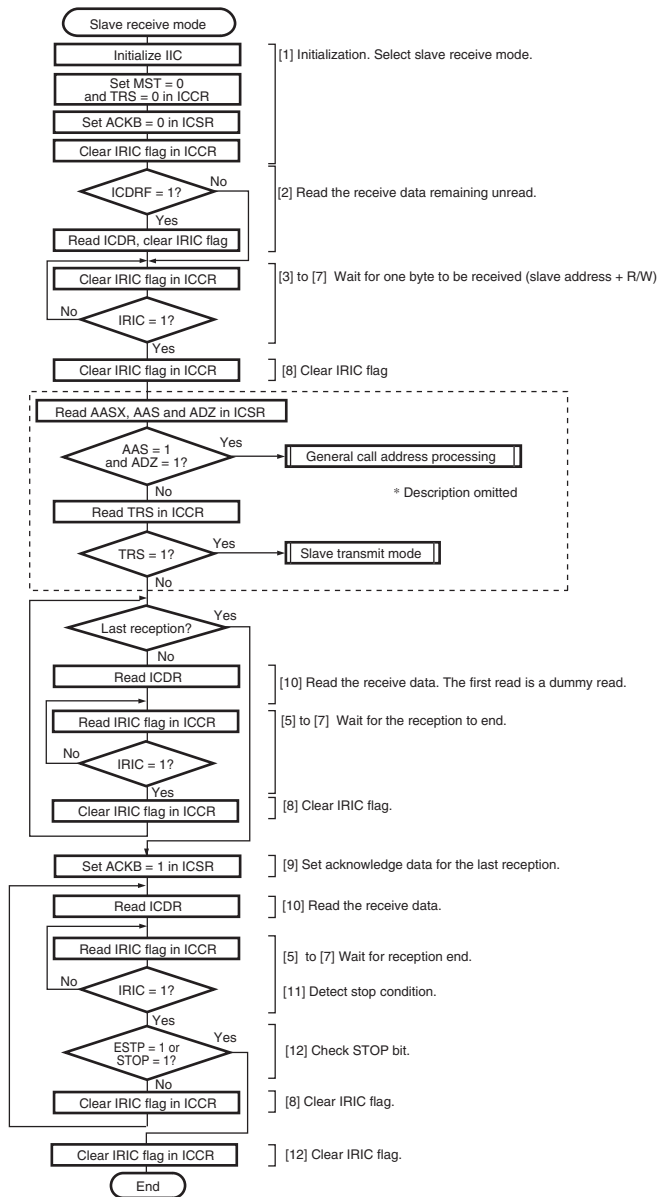 Slave receive mode
Initialize IIC
[1] Initialization. Select slave receive mode.
Set MST = 0
and TRS = 0 in ICCR
Set ACKB = 0 in ICSR
Clear IRIC flag in ICCR
ICDRF = 1?
No
[2] Read the receive data remaining unread.
Yes
Read ICDR, clear IRIC flag
Clear IRIC flag in ICCR
[3] to [7] Wait for one byte to be received (slave address + R/W)
No
IRIC = 1?
Yes
Clear IRIC flag in ICCR
[8] Clear IRIC flag
Read AASX, AAS and ADZ in ICSR
AAS = 1
and ADZ = 1?
Yes
General call address processing
No
* Description omitted
Read TRS in ICCR
TRS = 1?
Yes
Slave transmit mode
No
Last reception?
Yes
No
Read ICDR
[10] Read the receive data. The first read is a dummy read.
Read IRIC flag in ICCR
[5] to [7] Wait for the reception to end.
No
IRIC = 1?
Yes
Clear IRIC flag in ICCR
[8] Clear IRIC flag.
Set ACKB = 1 in ICSR
[9] Set acknowledge data for the last reception.
Read ICDR
[10] Read the receive data.
Read IRIC flag in ICCR
[5] to [7] Wait for reception end.
No
IRIC = 1?
[11] Detect stop condition.
Yes
ESTP = 1 or
STOP = 1?
Yes
[12] Check STOP bit.
No
Clear IRIC flag in ICCR
[8] Clear IRIC flag.
Clear IRIC flag in ICCR
[12] Clear IRIC flag.
End